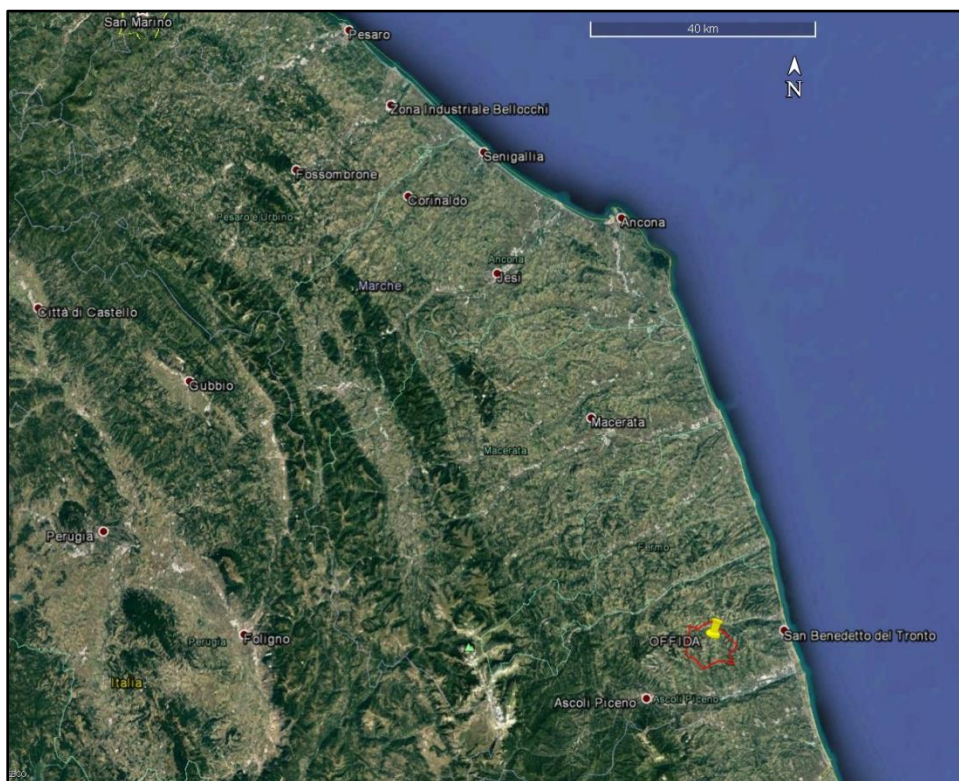 San Marino
40 km
Pesaro
N
Zona Industriale Bellocchi
Senigallia
Fossombrone
Corinaldo
Pesaro e Urbino
Ancona
Ancona
Jesi
Marche
Città di Castello
Gubbio
Macerata
Macerata
Perugia
Fermo
Foligno
Perugia
OFFIDA
San Benedetto del Tronto
Italia
Ascoli Piceno
Ascoli Piceno